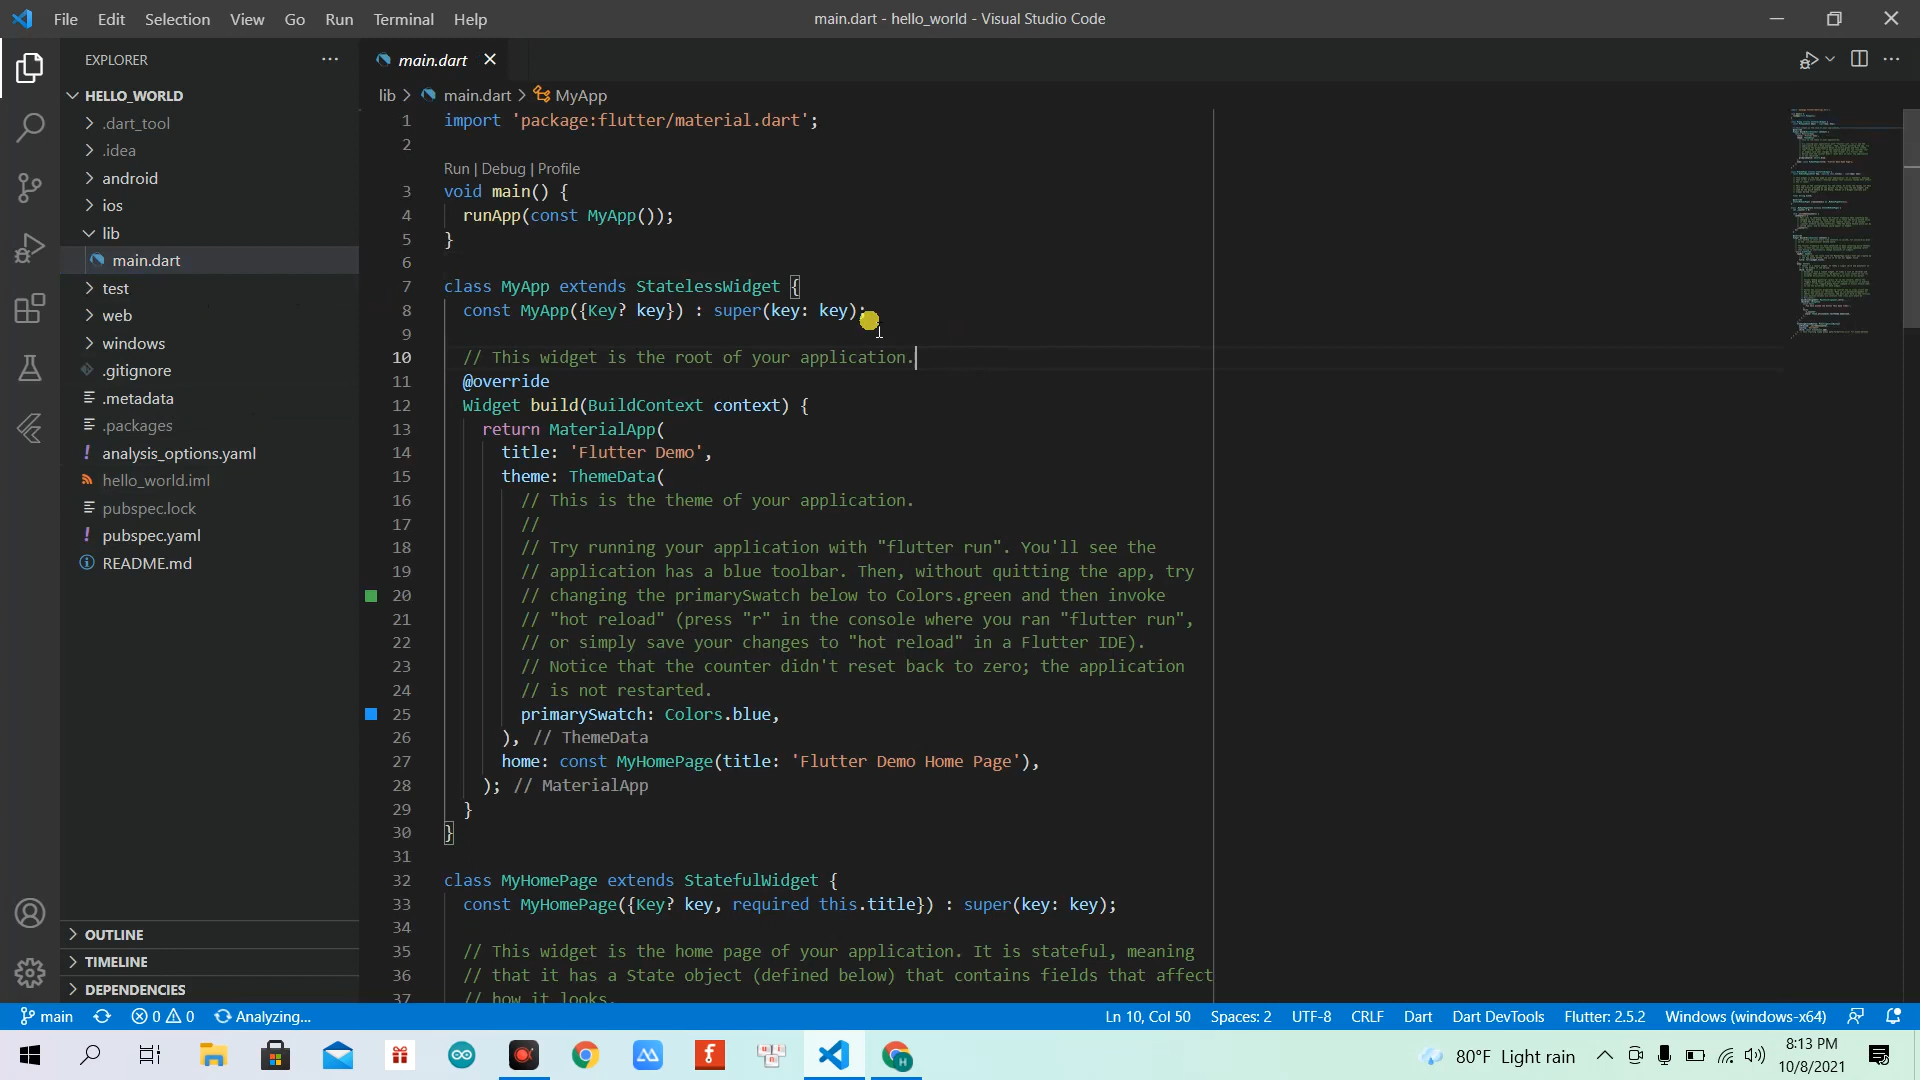 File Edit Selection View Go Run Terminal Help
main.dart - hello_world - Visual Studio Code
EXPLORER
HELLO_WORLD
.dart_tool
.idea
android
ios
lib
main.dart
test
web
windows
.gitignore
.metadata
.packages
analysis_options.yaml
hello_world.iml
pubspec.lock
pubspec.yaml
README.md
OUTLINE
TIMELINE
DEPENDENCIES
main.dart
lib > main.dart > MyApp
1 import 'package:flutter/material.dart';
2
Run | Debug | Profile
3 void main() {
4 runApp(const MyApp());
5 }
6
7 class MyApp extends StatelessWidget {
8 const MyApp({Key? key}) : super(key: key);
9
10 // This widget is the root of your application.
11 @override
12 Widget build(BuildContext context) {
13 return MaterialApp(
14 title: 'Flutter Demo',
15 theme: ThemeData(
16 // This is the theme of your application.
17 //
18 // Try running your application with "flutter run". You'll see the
19 // application has a blue toolbar. Then, without quitting the app, try
20 // changing the primarySwatch below to Colors.green and then invoke
21 // "hot reload" (press "r" in the console where you ran "flutter run",
22 // or simply save your changes to "hot reload" in a Flutter IDE).
23 // Notice that the counter didn't reset back to zero; the application
24 // is not restarted.
25 primarySwatch: Colors.blue,
26 ), // ThemeData
27 home: const MyHomePage(title: 'Flutter Demo Home Page'),
28 ); // MaterialApp
29 }
30 }
31
32 class MyHomePage extends StatefulWidget {
33 const MyHomePage({Key? key, required this.title}) : super(key: key);
34
35 // This widget is the home page of your application. It is stateful, meaning
36 // that it has a State object (defined below) that contains fields that affect
37 // how it looks.
main 0 0 Analyzing...
Ln 10, Col 50 Spaces: 2 UTF-8 CRLF Dart Dart DevTools Flutter: 2.5.2 Windows (windows-x64)
80°F Light rain
8:13 PM
10/8/2021